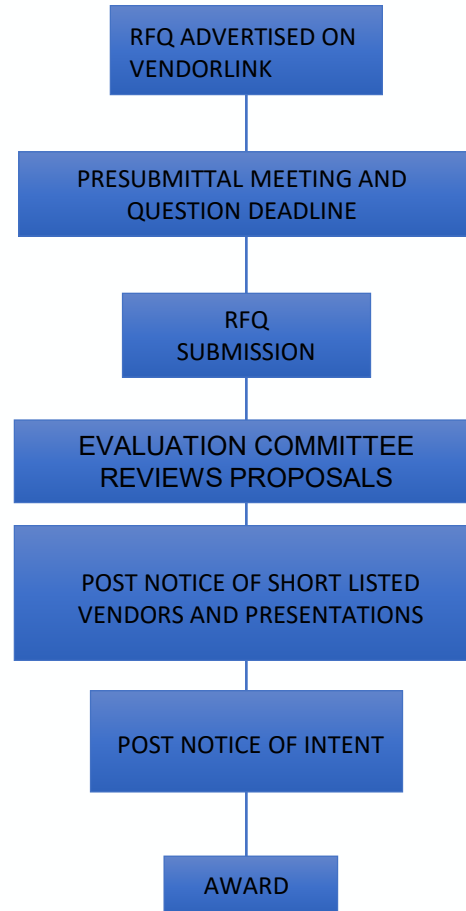 RFQ ADVERTISED ON
VENDORLINK
PRESUBMITTAL MEETING AND
QUESTION DEADLINE
RFQ
SUBMISSION
EVALUATION COMMITTEE
REVIEWS PROPOSALS
POST NOTICE OF SHORT LISTED
VENDORS AND PRESENTATIONS
POST NOTICE OF INTENT
AWARD